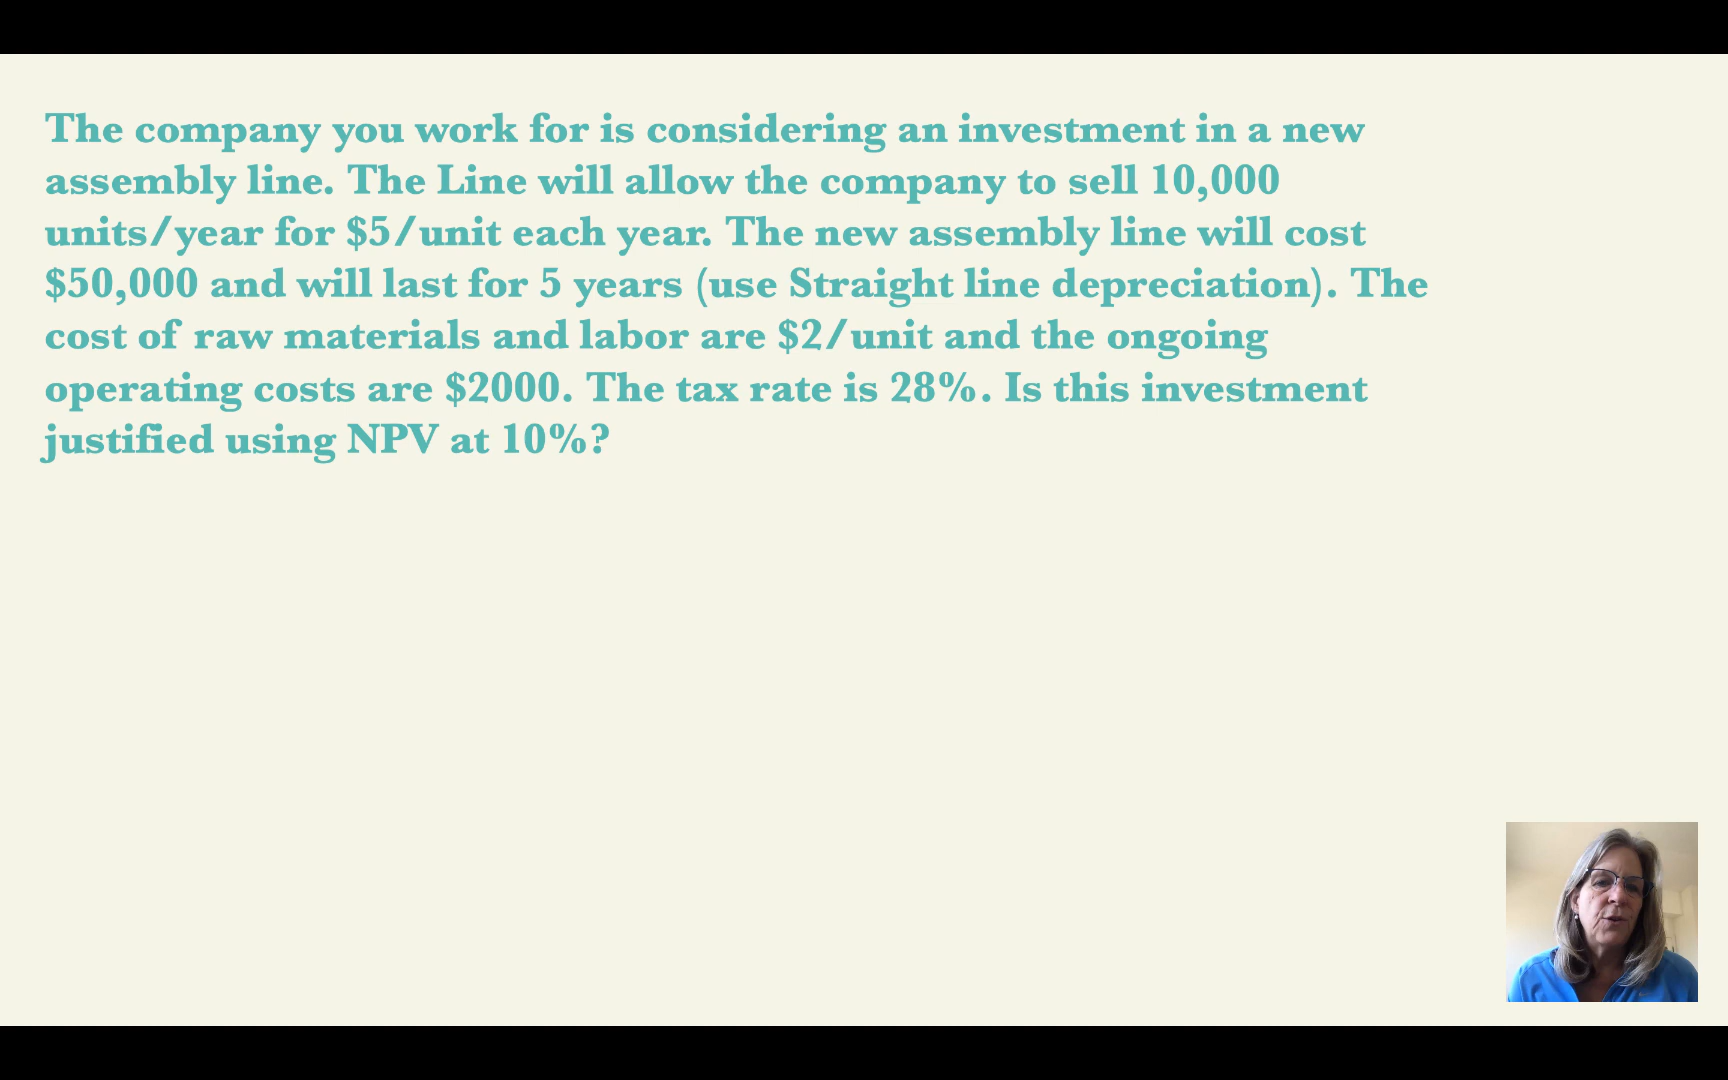 The company you work for is considering an investment in a new
assembly line. The Line will allow the company to sell 10,000
units/year for $5/unit each year. The new assembly line will cost
$50,000 and will last for 5 years (use Straight line depreciation). The
cost of raw materials and labor are $2/unit and the ongoing
operating costs are $2000. The tax rate is 28%. Is this investment
justified using NPV at 10%?